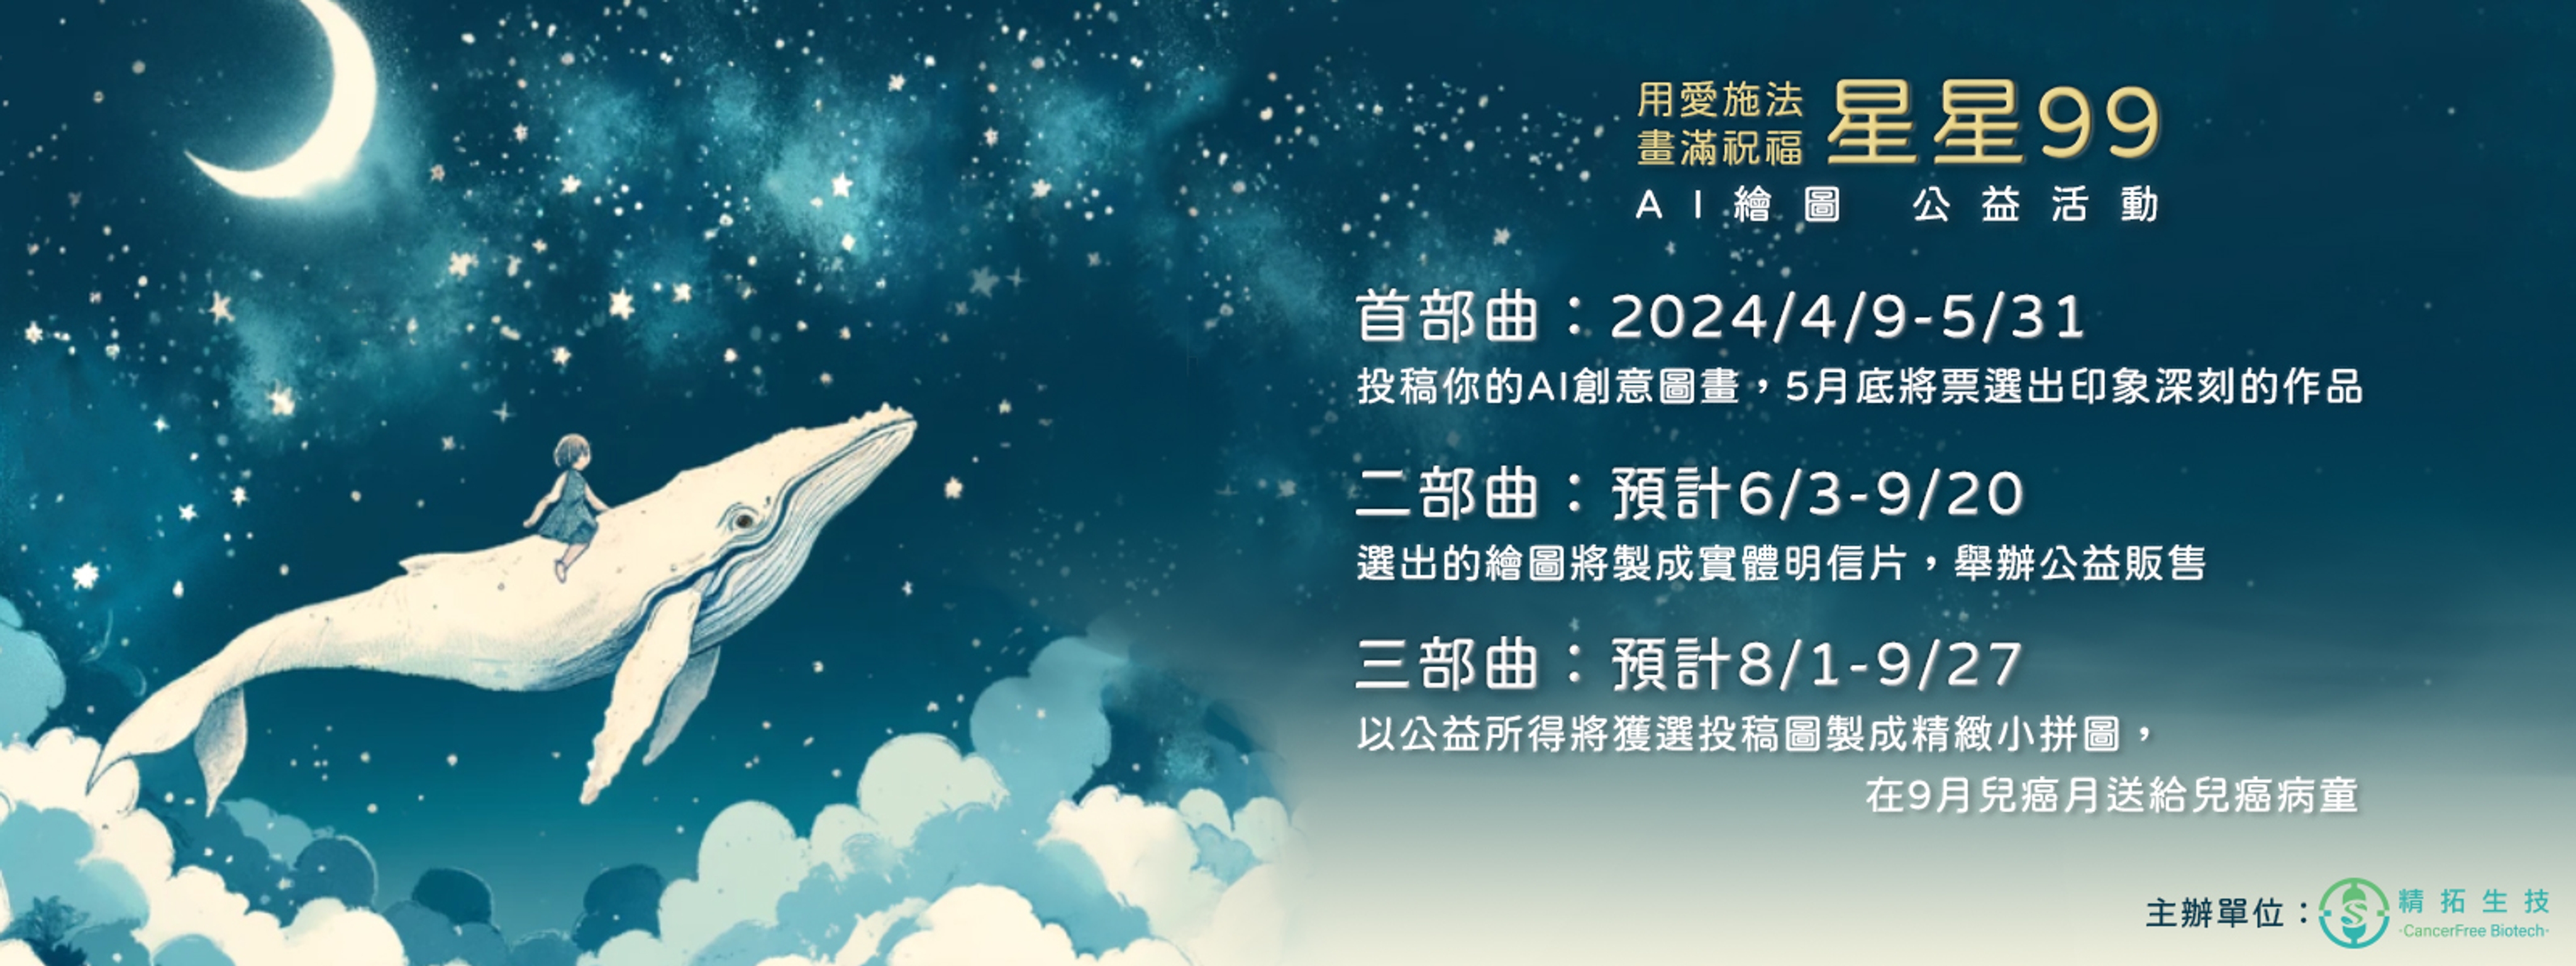 用愛施法
畫滿祝福
星星99
AI繪圖 公益活動
首部曲：2024/4/9-5/31
投稿你的AI創意圖畫，5月底將票選出印象深刻的作品
二部曲：預計6/3-9/20
選出的繪圖將製成實體明信片，舉辦公益販售
三部曲：預計8/1-9/27
以公益所得將獲選投稿圖製成精緻小拼圖，
在9月兒癌月送給兒癌病童
主辦單位：
精拓生技
·CancerFree Biotech·